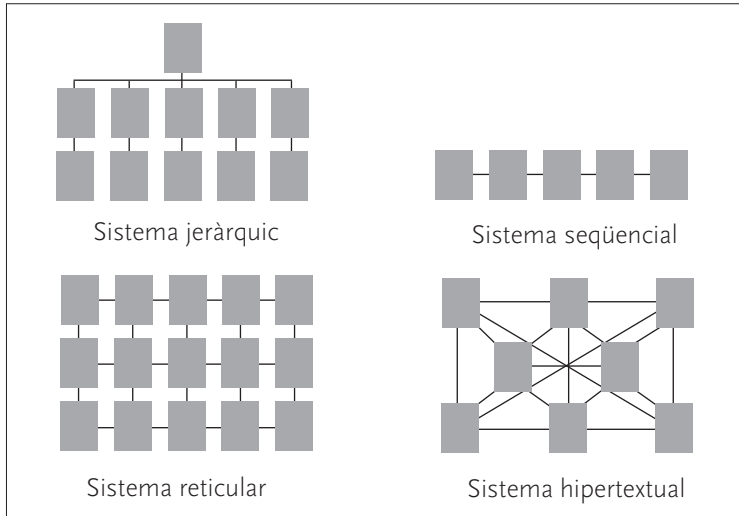 Sistema jeràrquic
Sistema seqüencial
Sistema reticular
Sistema hipertextual